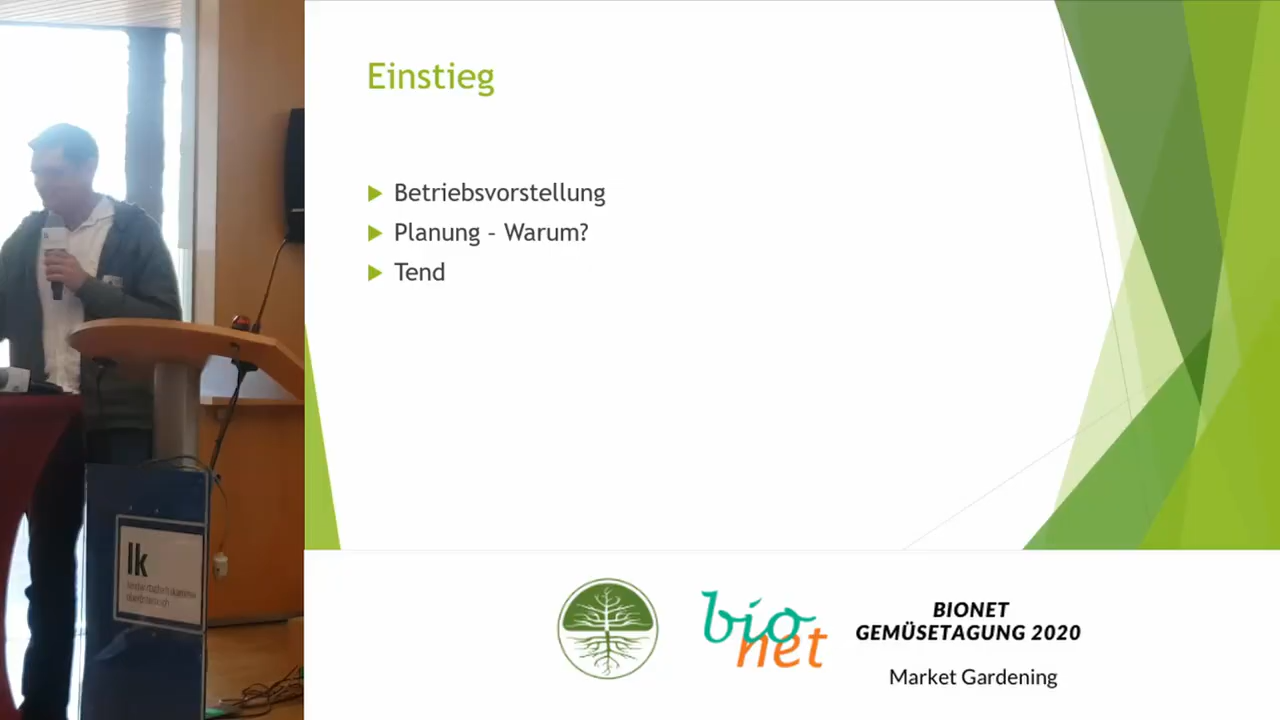 Einstieg
Betriebsvorstellung
Planung - Warum?
Tend
lk
bio
net
BIONET
GEMÜSETAGUNG 2020
Market Gardening